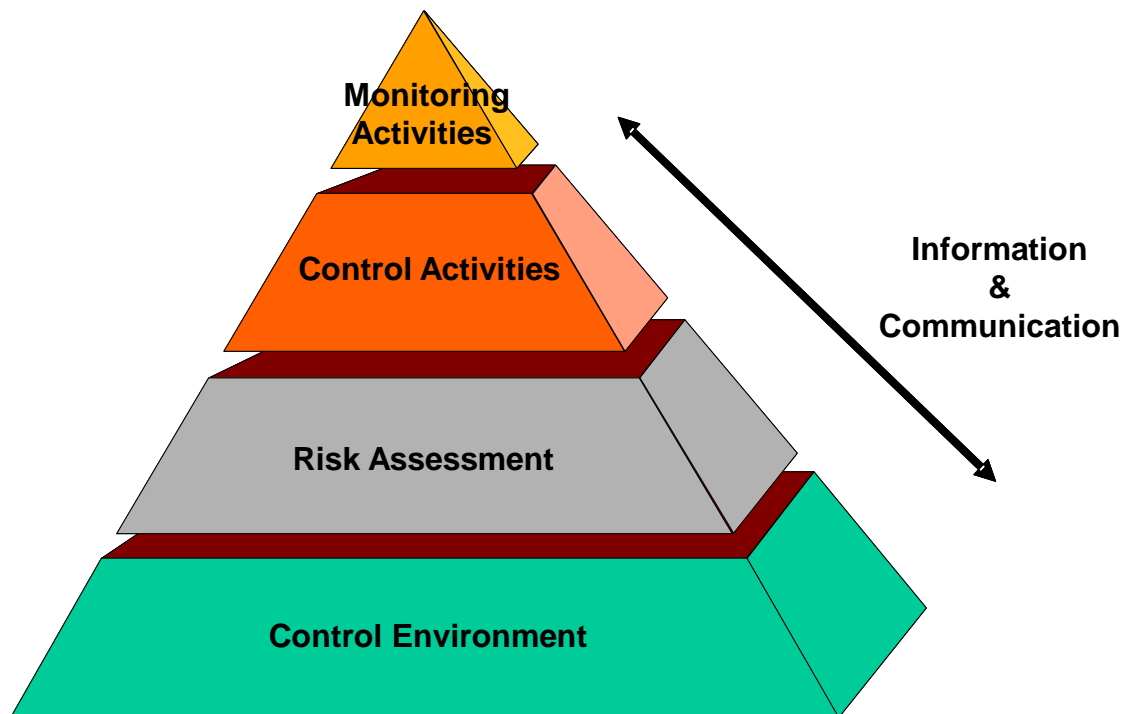 Monitoring
Activities
Control Activities
Information
&
Communication
Risk Assessment
Control Environment